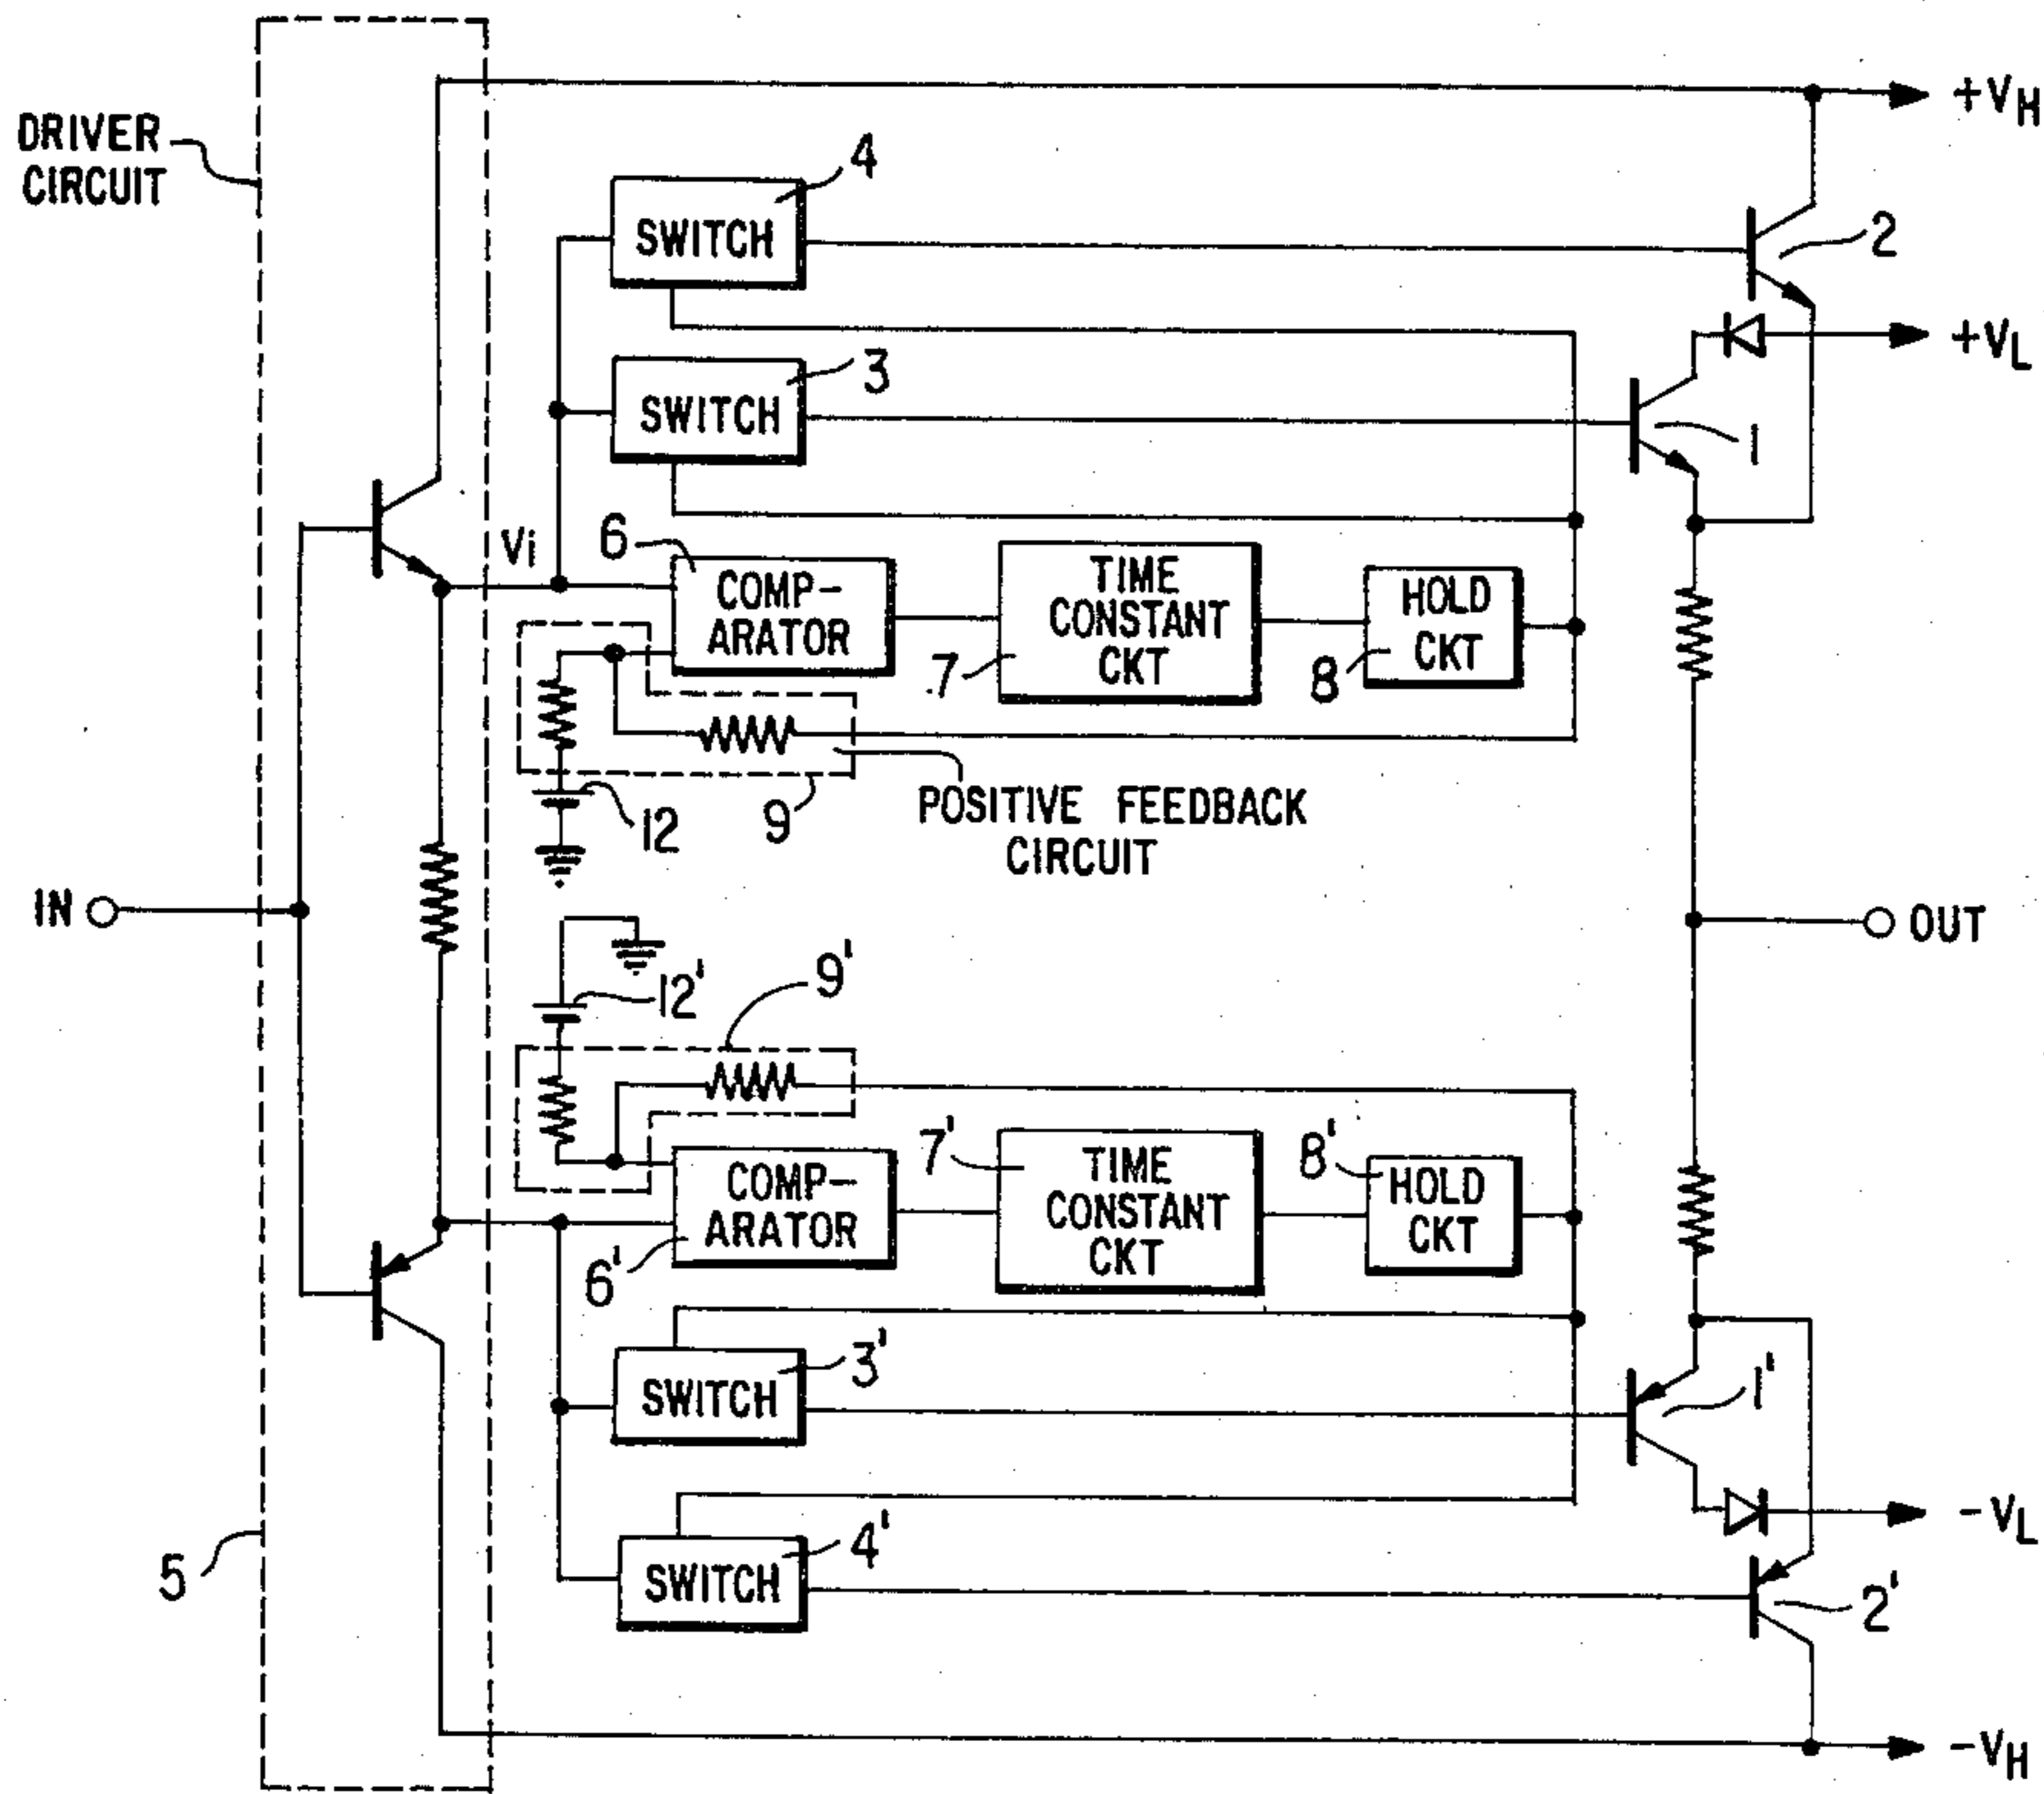 +VH
DRIVER
CIRCUIT
4
SWITCH
2
+VL
3
SWITCH
1
Vi
6
COMP-
ARATOR
TIME
CONSTANT
CKT
7
HOLD
CKT
8
12
9
POSITIVE FEEDBACK
CIRCUIT
IN
OUT
12'
9'
COMP-
ARATOR
6'
7'
TIME
CONSTANT
CKT
8'
HOLD
CKT
3'
SWITCH
1'
-VL
4'
SWITCH
2'
5
-VH